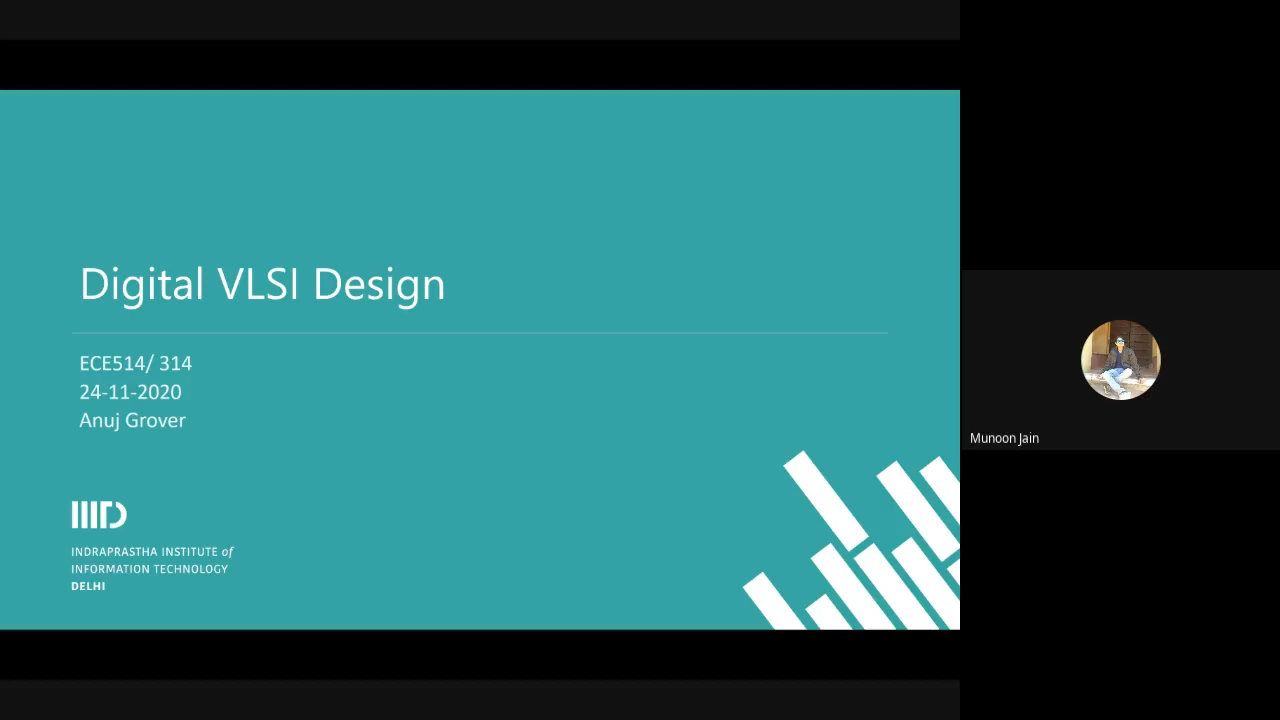 Digital VLSI Design
ECE514/ 314
24-11-2020
Anuj Grover
IIITD
INDRAPRASTHA INSTITUTE of
INFORMATION TECHNOLOGY
DELHI
Munoon Jain